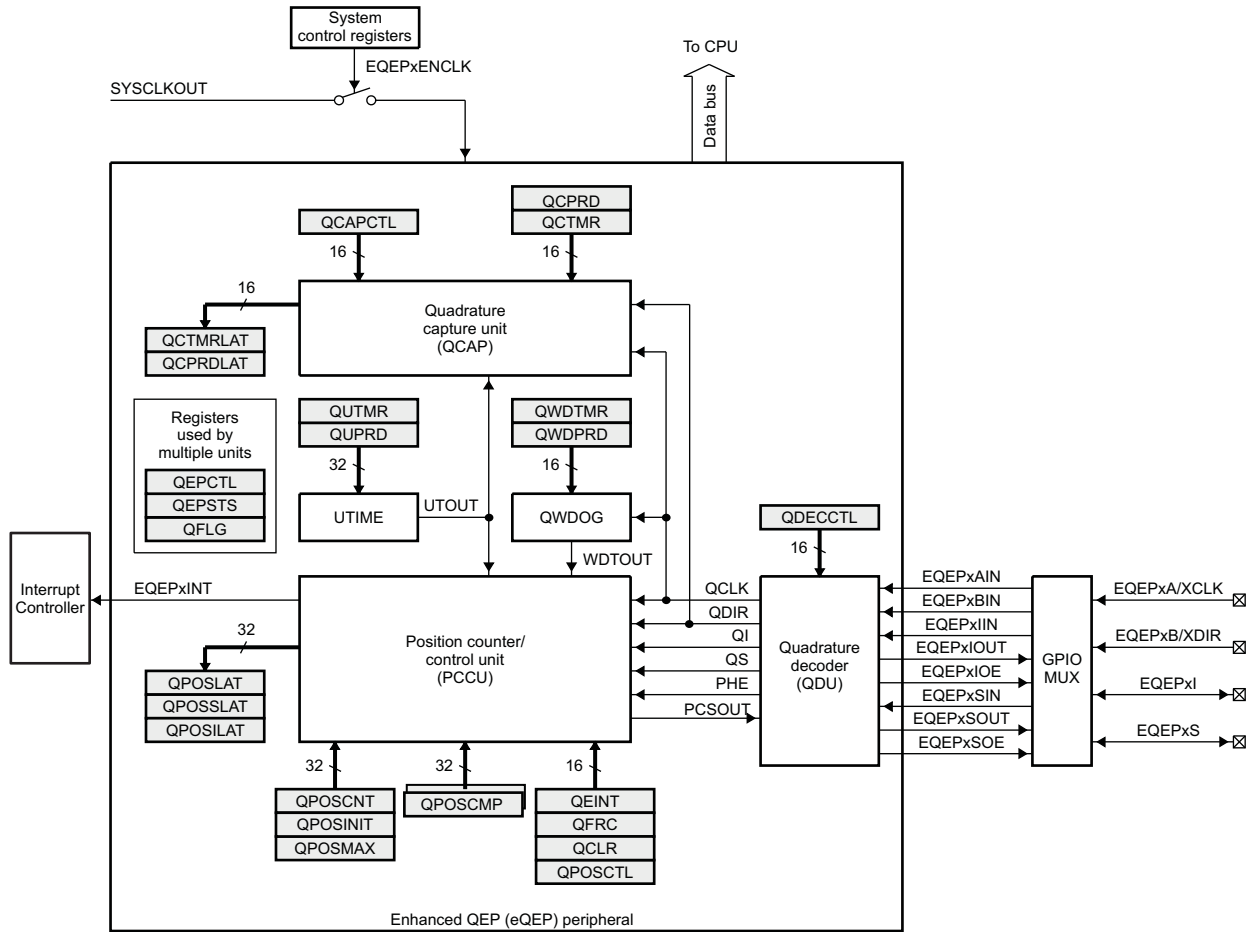 System
control registers
To CPU
EQEPxENCLK
SYSCLKOUT
Data bus
QCPRD
QCAPCTL
QCTMR
16
16
16
Quadrature
capture unit
(QCAP)
QCTMRLAT
QCPRDLAT
Registers
used by
multiple units
QEPCTL
QEPSTS
QFLG
QUTMR
QUPRD
32
QWDTMR
QWDPRD
16
UTIME
UTOUT
QWDOG
WDTOUT
QDECCTL
16
Interrupt
Controller
EQEPxINT
32
QPOSLAT
QPOSSLAT
QPOSILAT
Position counter/
control unit
(PCCU)
QCLK
QDIR
QI
QS
PHE
PCSOUT
Quadrature
decoder
(QDU)
EQEPxAIN
EQEPxBIN
EQEPxIIN
EQEPxIOUT
EQEPxIOE
EQEPxSIN
EQEPxSOUT
EQEPxSOE
GPIO
MUX
EQEPxA/XCLK
EQEPxB/XDIR
EQEPxI
EQEPxS
32
32
16
QPOSCNT
QPOSINIT
QPOSMAX
QPOSCMP
QEINT
QFRC
QCLR
QPOSCTL
Enhanced QEP (eQEP) peripheral